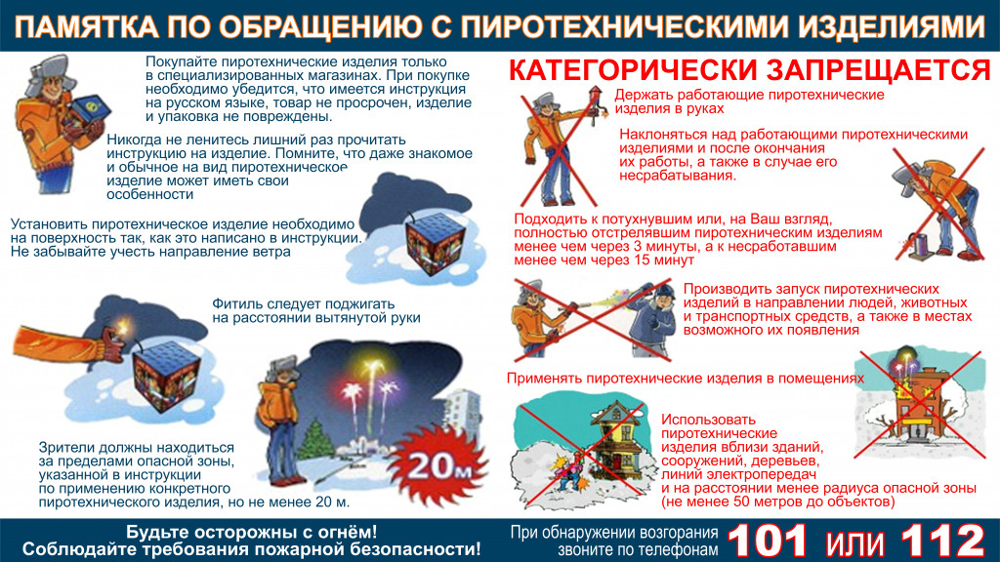 ПАМЯТКА ПО ОБРАЩЕНИЮ С ПИРОТЕХНИЧЕСКИМИ ИЗДЕЛИЯМИ
Покупайте пиротехнические изделия только
в специализированных магазинах. При покупке
необходимо убедится, что имеется инструкция
на русском языке, товар не просрочен, изделие
и упаковка не повреждены.
Никогда не ленитесь лишний раз прочитать
инструкцию на изделие. Помните, что даже знакомое
и обычное на вид пиротехническое
изделие может иметь свои
особенности
Установить пиротехническое изделие необходимо
на поверхность так, как это написано в инструкции.
Не забывайте учесть направление ветра
Фитиль следует поджигать
на расстоянии вытянутой руки
20м
Зрители должны находиться
за пределами опасной зоны,
указанной в инструкции
по применению конкретного
пиротехнического изделия, но не менее 20 м.
КАТЕГОРИЧЕСКИ ЗАПРЕЩАЕТСЯ
Держать работающие пиротехнические
изделия в руках
Наклоняться над работающими пиротехническими
изделиями и после окончания
их работы, а также в случае его
несрабатывания.
Подходить к потухнувшим или, на Ваш взгляд,
полностью отстрелявшим пиротехническим изделиям
менее чем через 3 минуты, а к несработавшим
менее чем через 15 минут
Производить запуск пиротехнических
изделий в направлении людей, животных
и транспортных средств, а также в местах
возможного их появления
Применять пиротехнические изделия в помещениях
Использовать
пиротехнические
изделия вблизи зданий,
сооружений, деревьев,
линий электропередач
и на расстоянии менее радиуса опасной зоны
(не менее 50 метров до объектов)
Будьте осторожны с огнём!
Соблюдайте требования пожарной безопасности!
При обнаружении возгорания
звоните по телефонам
101 или 112